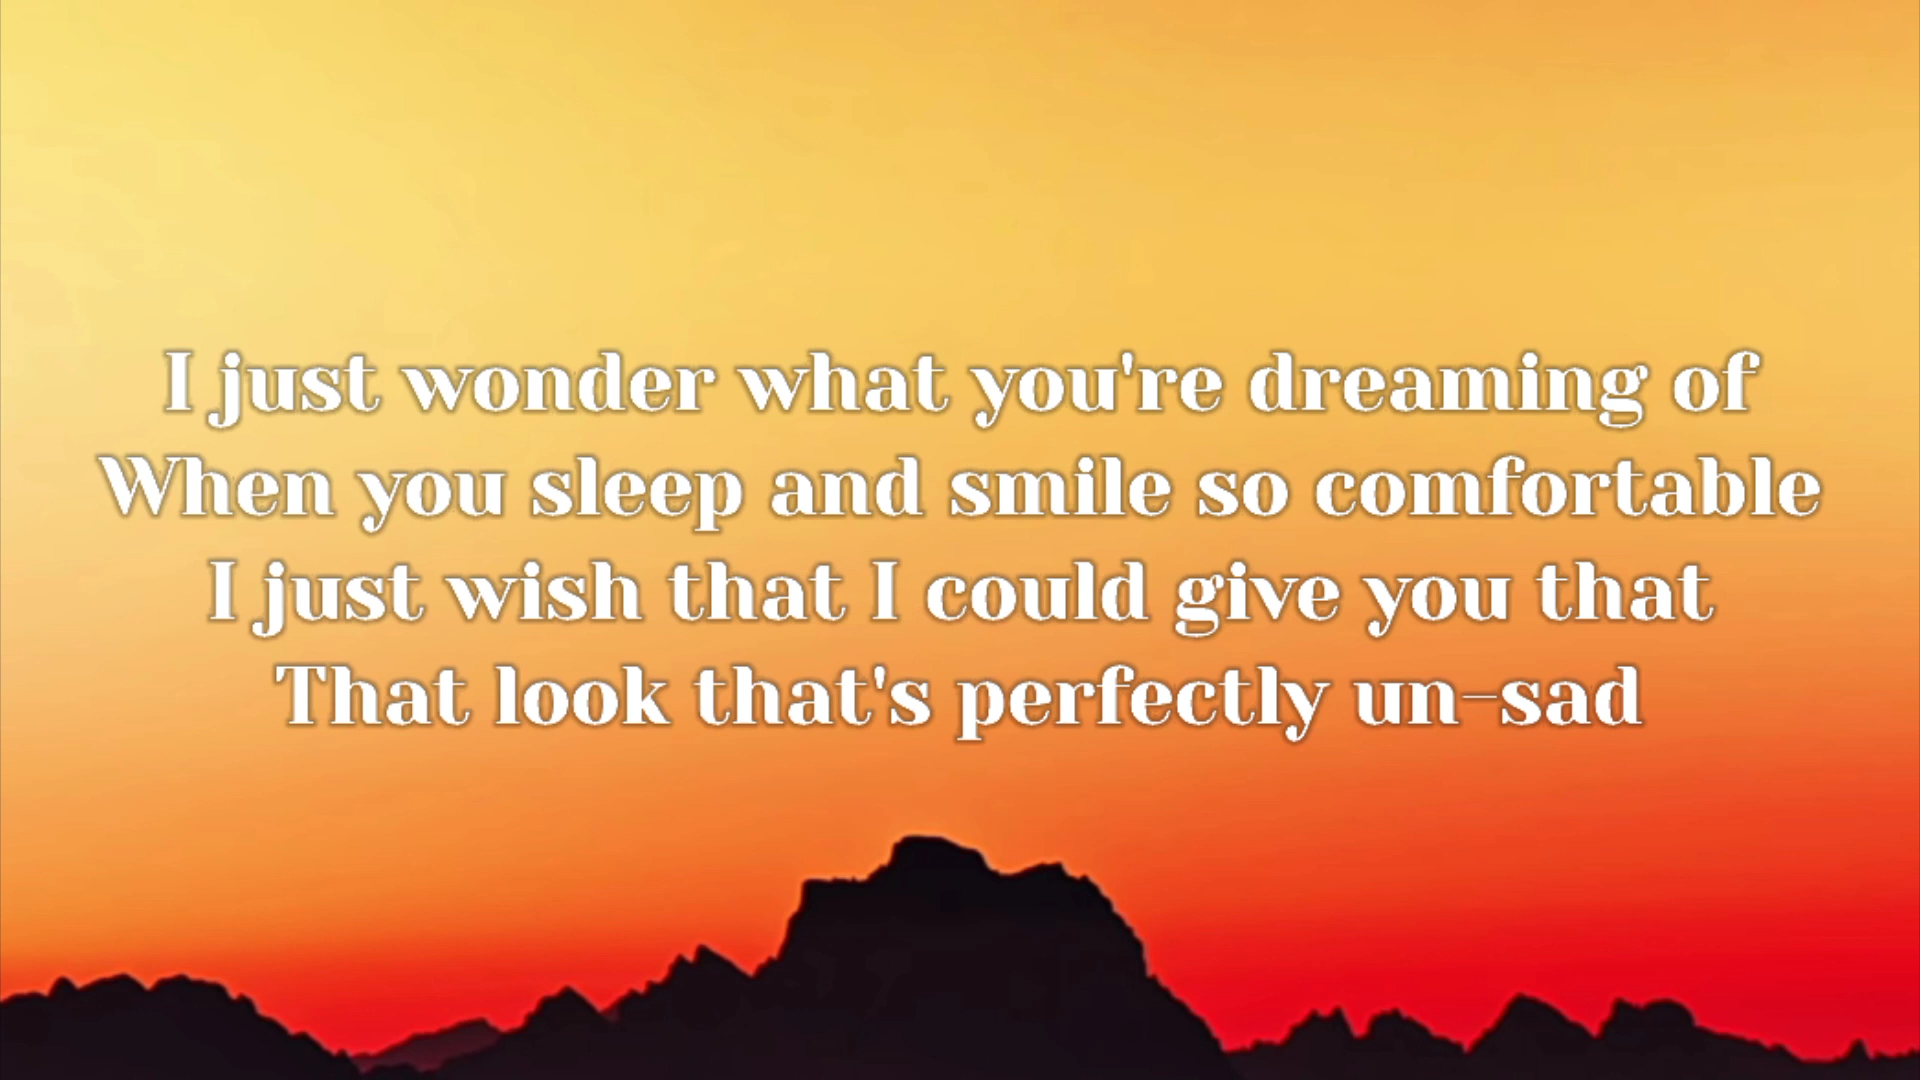 I just wonder what you're dreaming of
When you sleep and smile so comfortable
I just wish that I could give you that
That look that's perfectly un-sad